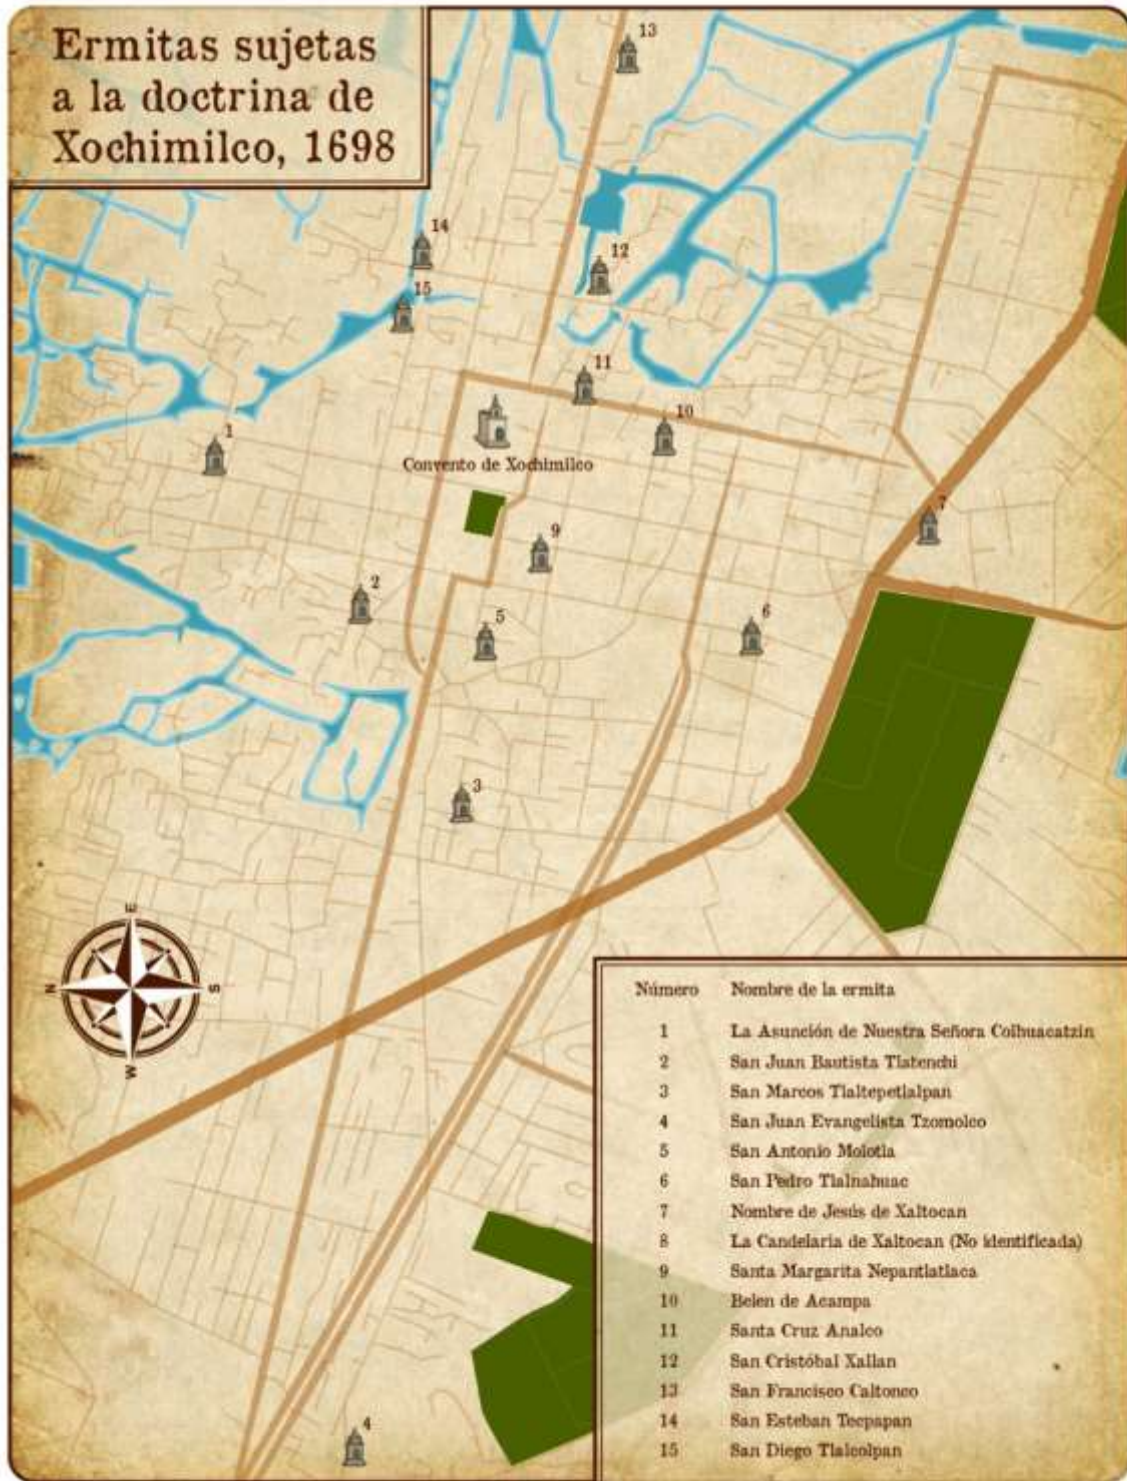 Ermitas sujetas
a la doctrina de
Xochimilco, 1698
13
14
12
15
11
10
1
Convento de Xochimilco
7
9
2
5
6
3
E
N
S
W
4
Número Nombre de la ermita
1 La Asunción de Nuestra Señora Colhuacatzin
2 San Juan Bautista Tlatenchi
3 San Marcos Tlaltepetlalpan
4 San Juan Evangelista Tzomolco
5 San Antonio Molotla
6 San Pedro Tlalnahuac
7 Nombre de Jesús de Xaltocan
8 La Candelaria de Xaltocan (No identificada)
9 Santa Margarita Nepantlatlaca
10 Belen de Acampa
11 Santa Cruz Analco
12 San Cristóbal Xallan
13 San Francisco Caltonco
14 San Esteban Tecpapan
15 San Diego Tlalcolpan